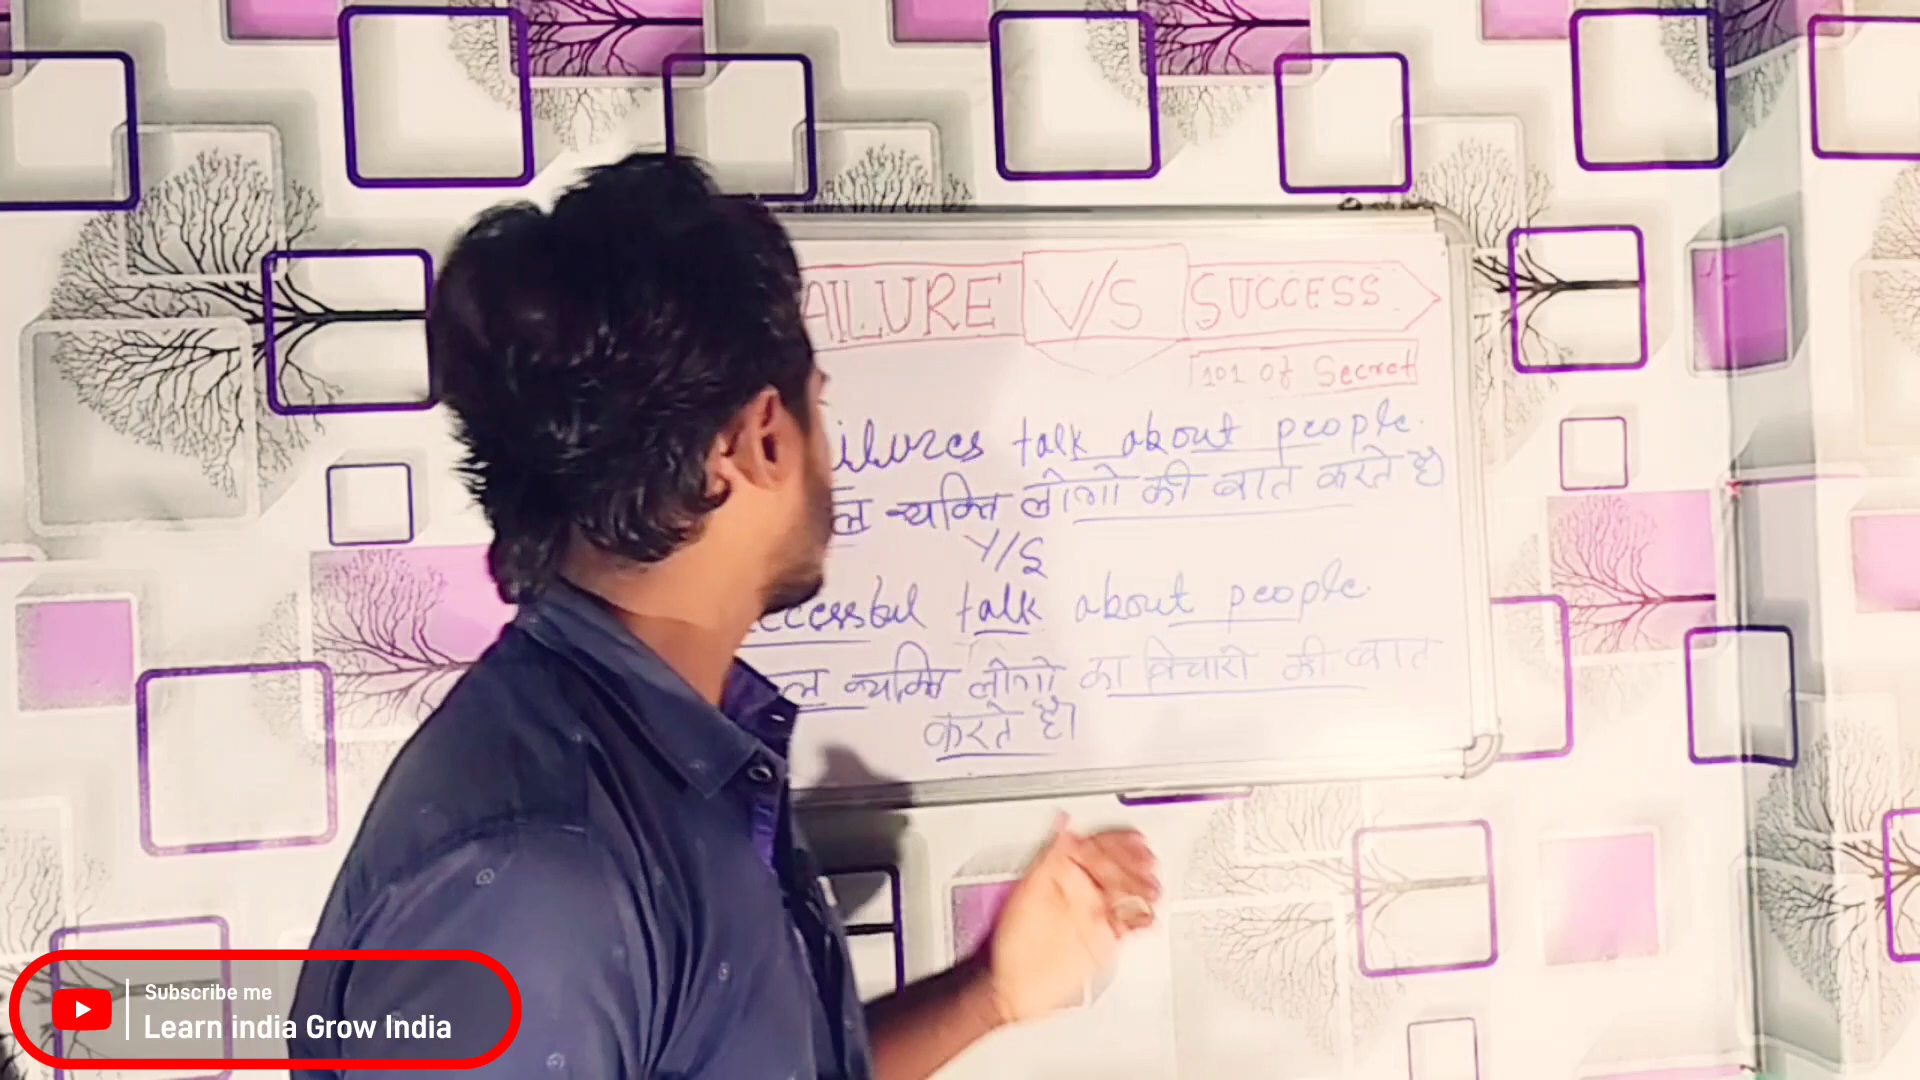 AILURE V/S SUCCESS
101 of Secret
ilures talk about people.
ल व्यक्ति लोगो की बात करते है।
V/S
ccessful talk about people.
ल व्यक्ति लोगो का विचारो की बात
करते है।
Subscribe me
Learn india Grow India